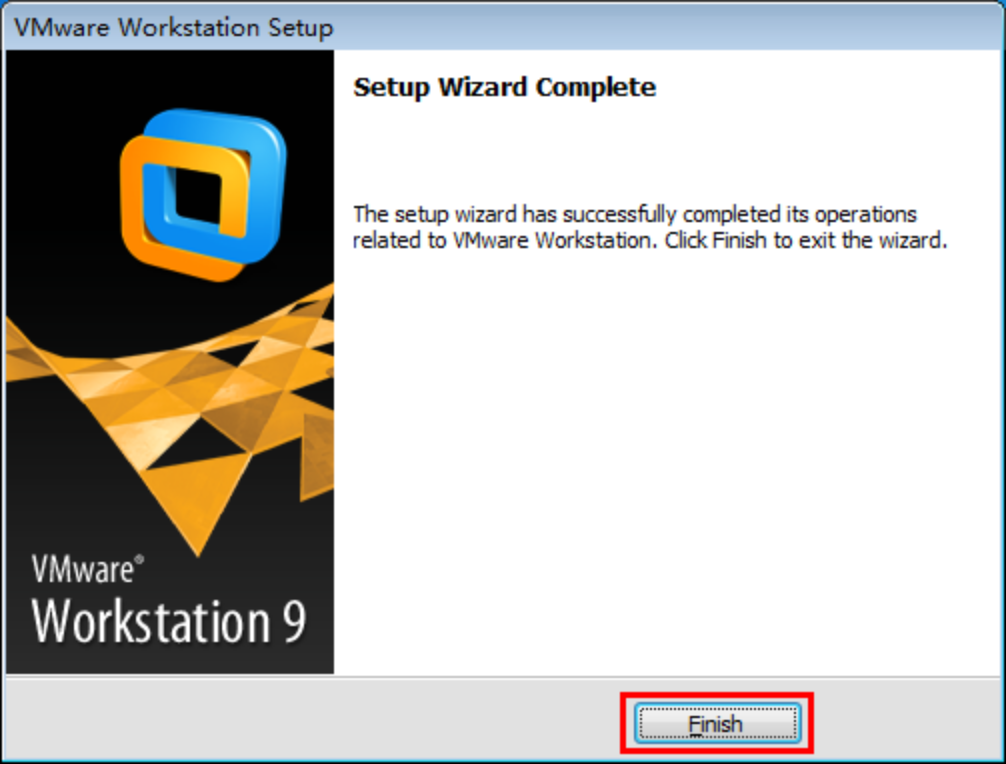 VMware Workstation Setup
Setup Wizard Complete
The setup wizard has successfully completed its operations
related to VMware Workstation. Click Finish to exit the wizard.
VMware®
Workstation 9
Finish